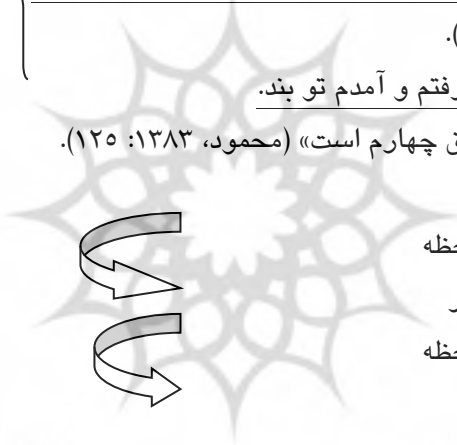 ).
رفتم و آمدم تو بند.
ق چهارم است» (محمود، ۱۳۸۳: ۱۲۵).
حظه
ر
حظه